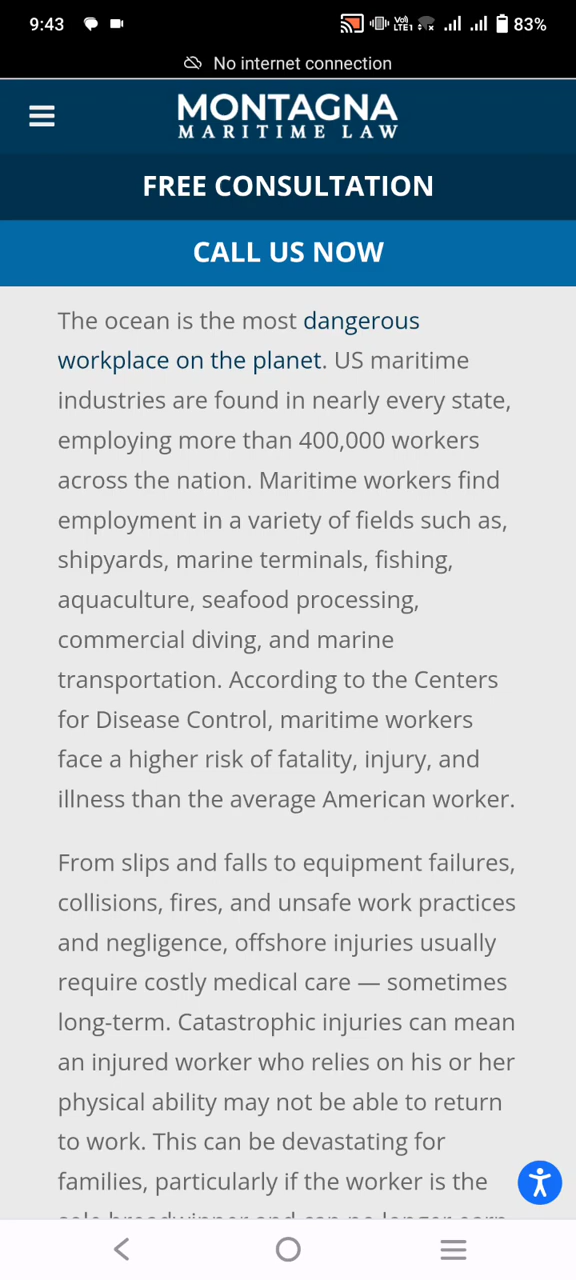 9:43
Vo)) LTE1 83%
No internet connection
MONTAGNA
MARITIME LAW
FREE CONSULTATION
CALL US NOW
The ocean is the most dangerous
workplace on the planet. US maritime
industries are found in nearly every state,
employing more than 400,000 workers
across the nation. Maritime workers find
employment in a variety of fields such as,
shipyards, marine terminals, fishing,
aquaculture, seafood processing,
commercial diving, and marine
transportation. According to the Centers
for Disease Control, maritime workers
face a higher risk of fatality, injury, and
illness than the average American worker.
From slips and falls to equipment failures,
collisions, fires, and unsafe work practices
and negligence, offshore injuries usually
require costly medical care — sometimes
long-term. Catastrophic injuries can mean
an injured worker who relies on his or her
physical ability may not be able to return
to work. This can be devastating for
families, particularly if the worker is the